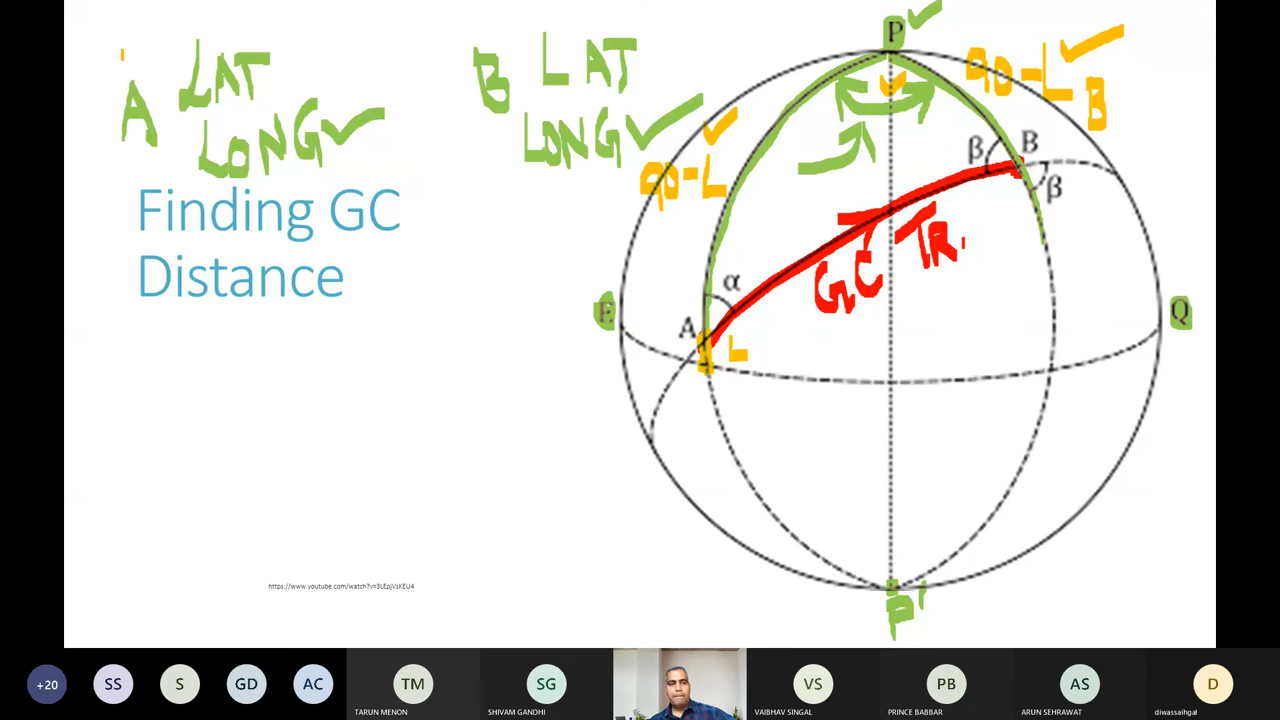 A LAT
LONG
B LAT
LONG
Finding GC
Distance
https://www.youtube.com/watch?v=3LEpjVsKEU4
P
90-L
B
90-L
β
B
β
GC TR.
α
A
L
E
Q
P'
+20
SS
S
GD
AC
TM
TARUN MENON
SG
SHIVAM GANDHI
VS
VAIBHAV SINGAL
PB
PRINCE BABBAR
AS
ARUN SEHRAWAT
D
diwassaihgal